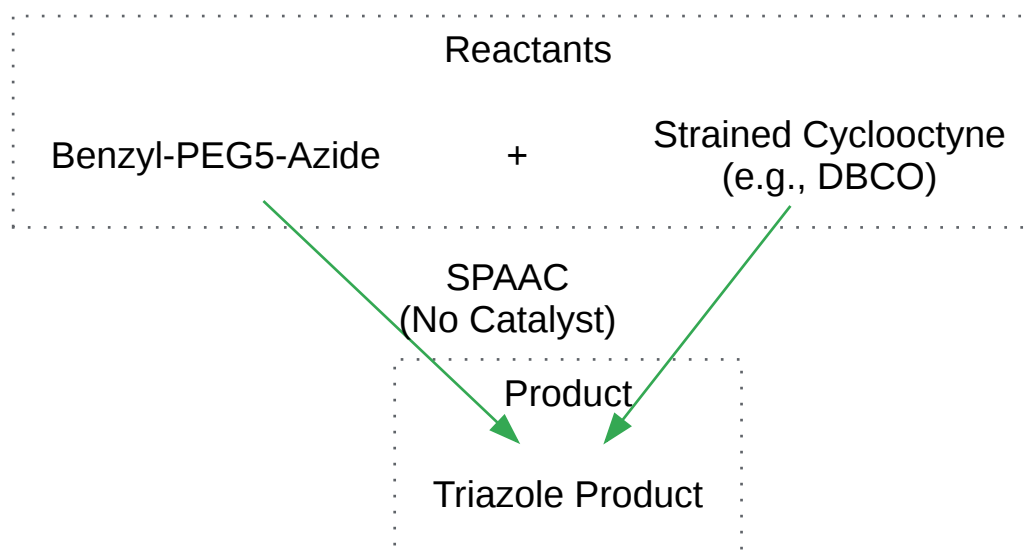 Reactants
Benzyl-PEG5-Azide
+
Strained Cyclooctyne
(e.g., DBCO)
SPAAC
(No Catalyst)
Product
Triazole Product